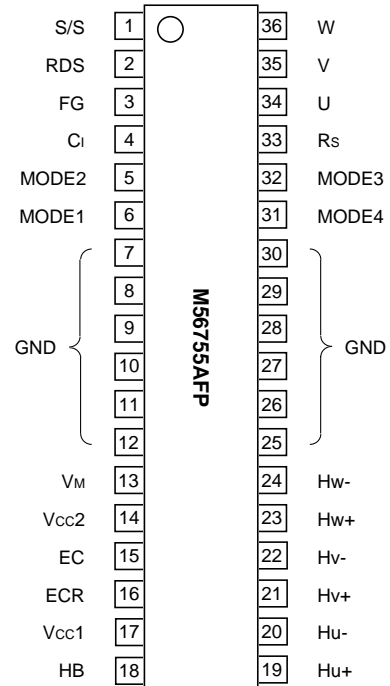 S/S 1 36 W
RDS 2 35 V
FG 3 34 U
CI 4 33 RS
MODE2 5 32 MODE3
MODE1 6 31 MODE4
7 30
8 29
9 28
GND 10 27 GND
11 26
12 25
M56755AFP
VM 13 24 Hw-
VCC2 14 23 Hw+
EC 15 22 Hv-
ECR 16 21 Hv+
VCC1 17 20 Hu-
HB 18 19 Hu+